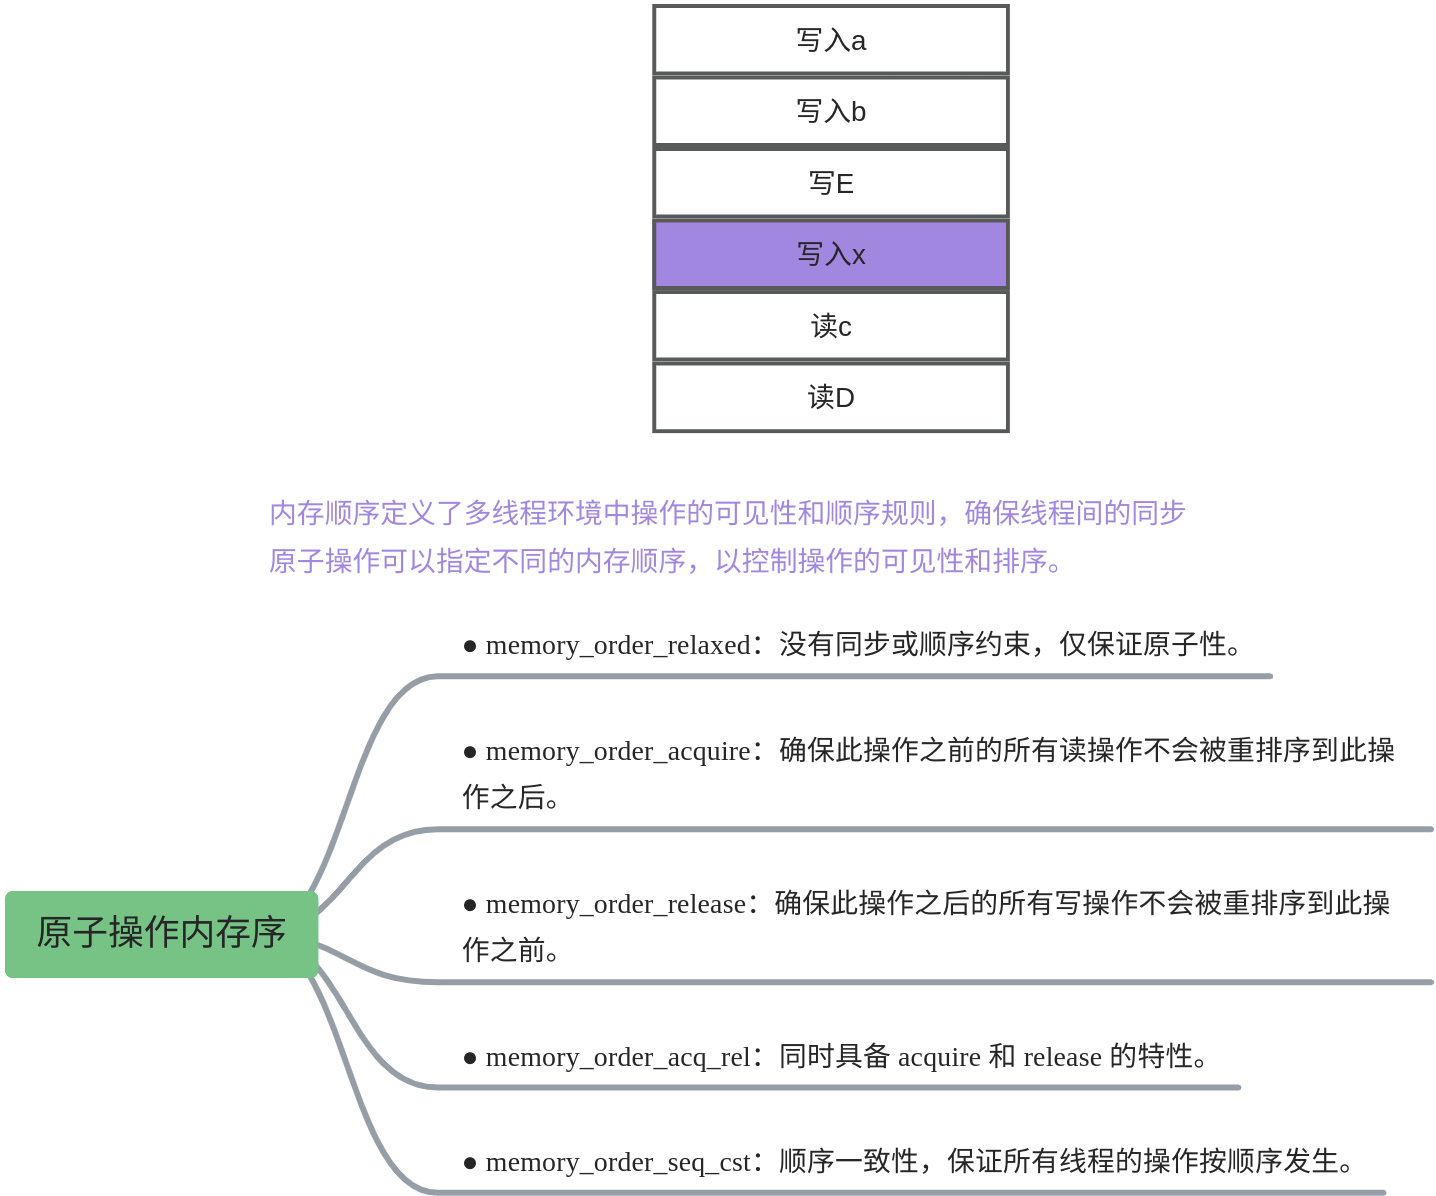 写入a
写入b
写E
写入x
读c
读D
内存顺序定义了多线程环境中操作的可见性和顺序规则，确保线程间的同步
原子操作可以指定不同的内存顺序，以控制操作的可见性和排序。
● memory_order_relaxed：没有同步或顺序约束，仅保证原子性。
● memory_order_acquire：确保此操作之前的所有读操作不会被重排序到此操
作之后。
原子操作内存序
● memory_order_release：确保此操作之后的所有写操作不会被重排序到此操
作之前。
● memory_order_acq_rel：同时具备 acquire 和 release 的特性。
● memory_order_seq_cst：顺序一致性，保证所有线程的操作按顺序发生。